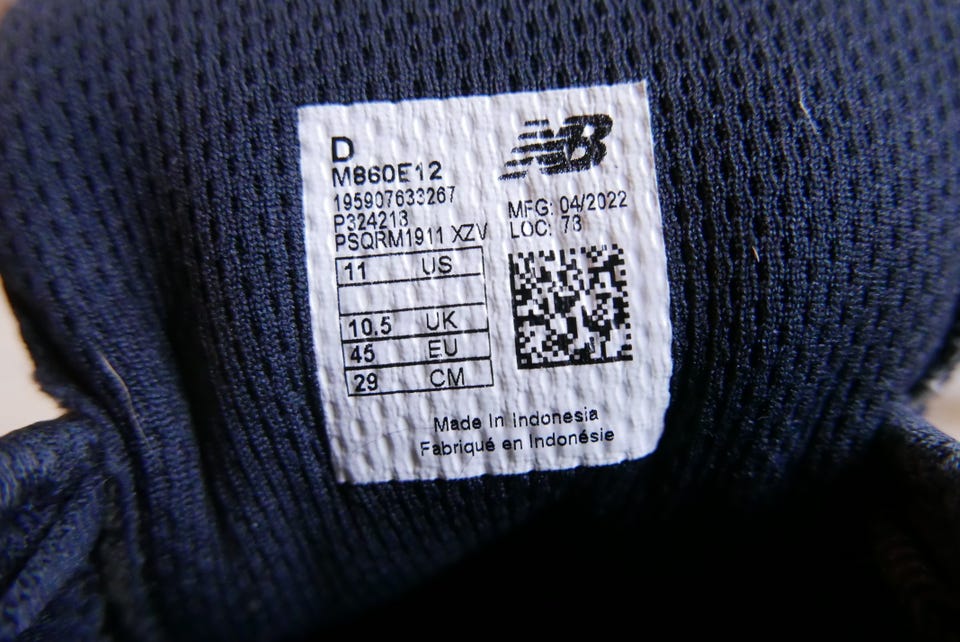 D
M860E12
195907633267
P324213
PSQRM1911 XZV
NB
MFG: 04/2022
LOC: 73
11 US
10.5 UK
45 EU
29 CM
Made In Indonesia
Fabriqué en Indonésie